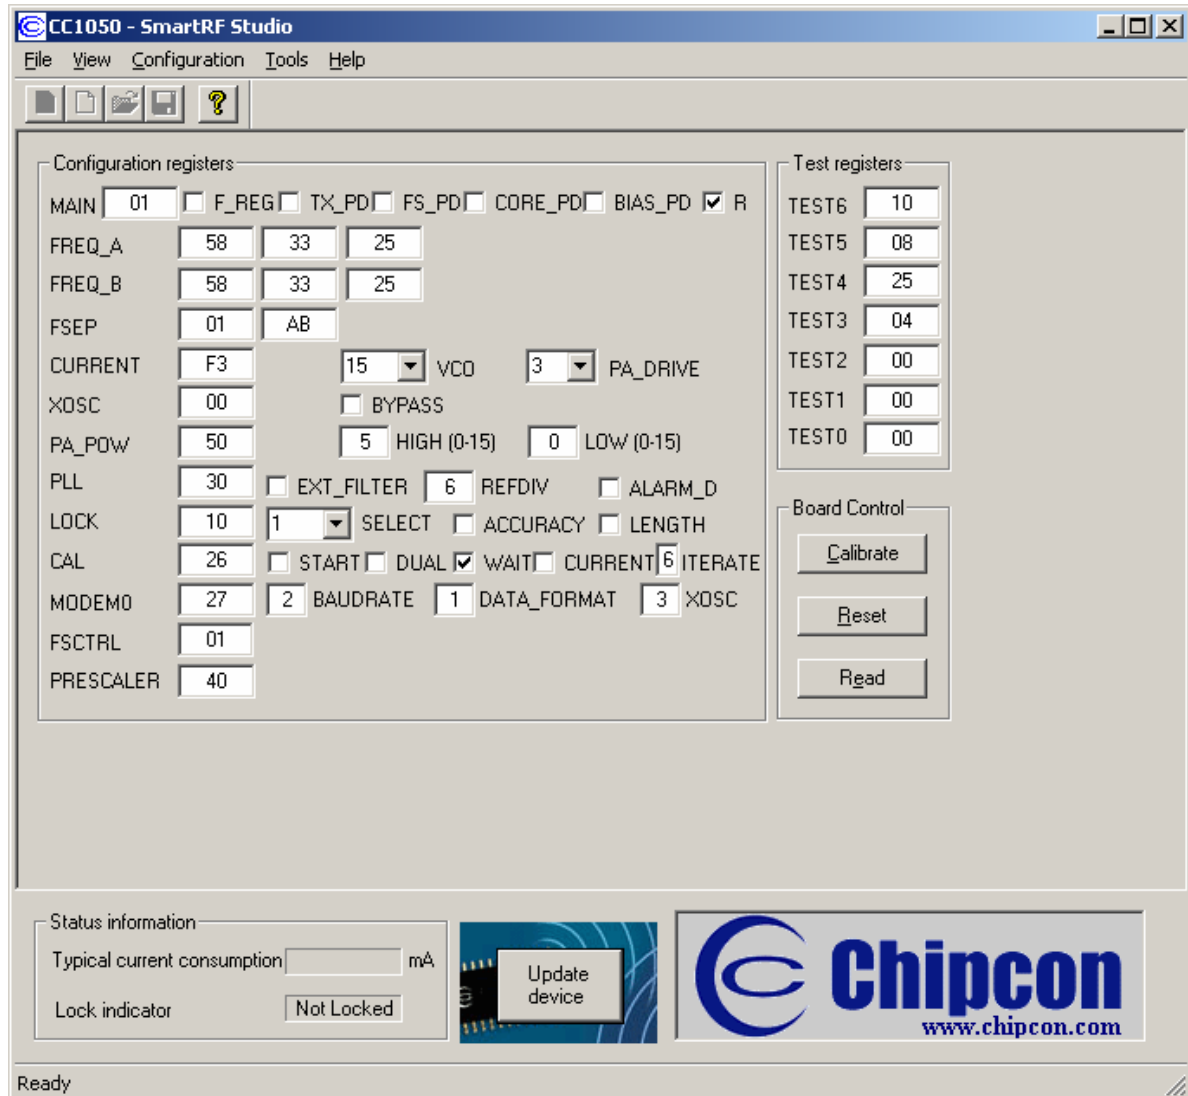 CC1050 - SmartRF Studio
File View Configuration Tools Help
Configuration registers
MAIN 01 F_REG TX_PD FS_PD CORE_PD BIAS_PD R
FREQ_A 58 33 25
FREQ_B 58 33 25
FSEP 01 AB
CURRENT F3 15 VCO 3 PA_DRIVE
XOSC 00 BYPASS
PA_POW 50 5 HIGH (0-15) 0 LOW (0-15)
PLL 30 EXT_FILTER 6 REFDIV ALARM_D
LOCK 10 1 SELECT ACCURACY LENGTH
CAL 26 START DUAL WAIT CURRENT 6 ITERATE
MODEM0 27 2 BAUDRATE 1 DATA_FORMAT 3 XOSC
FSCTRL 01
PRESCALER 40
Test registers
TEST6 10
TEST5 08
TEST4 25
TEST3 04
TEST2 00
TEST1 00
TEST0 00
Board Control
Calibrate
Reset
Read
Status information
Typical current consumption mA
Lock indicator Not Locked
Update
device
Chipcon
www.chipcon.com
Ready